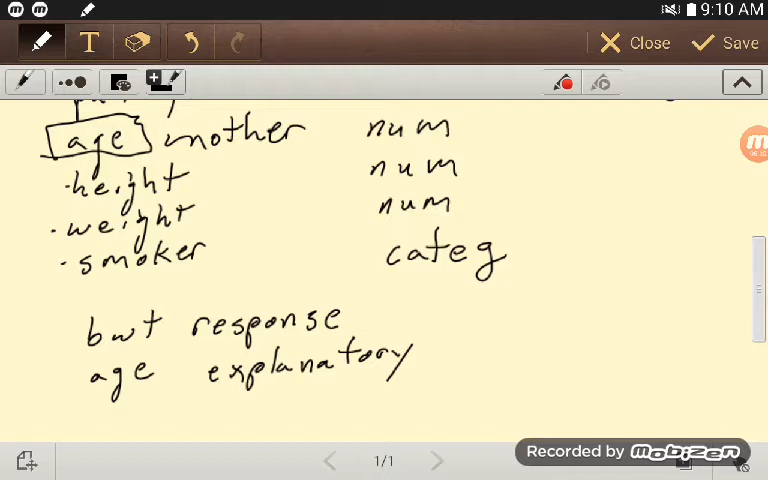 9:10 AM
T Close Save
age mother num
·height num
·weight num
·smoker categ
bwt response
age explanatory
1/1
Recorded by
mobizen